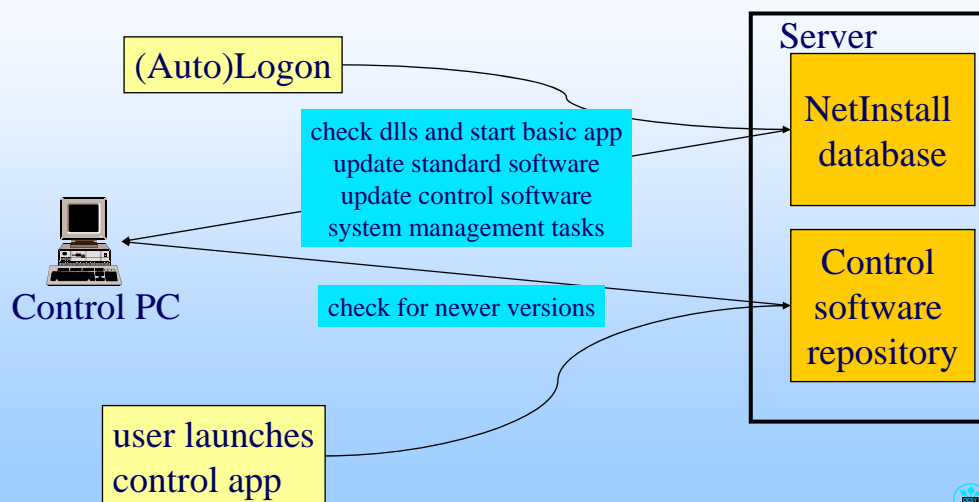 (Auto)Logon
Server
NetInstall
database
check dlls and start basic app
update standard software
update control software
system management tasks
Control PC
Control
software
repository
check for newer versions
user launches
control app